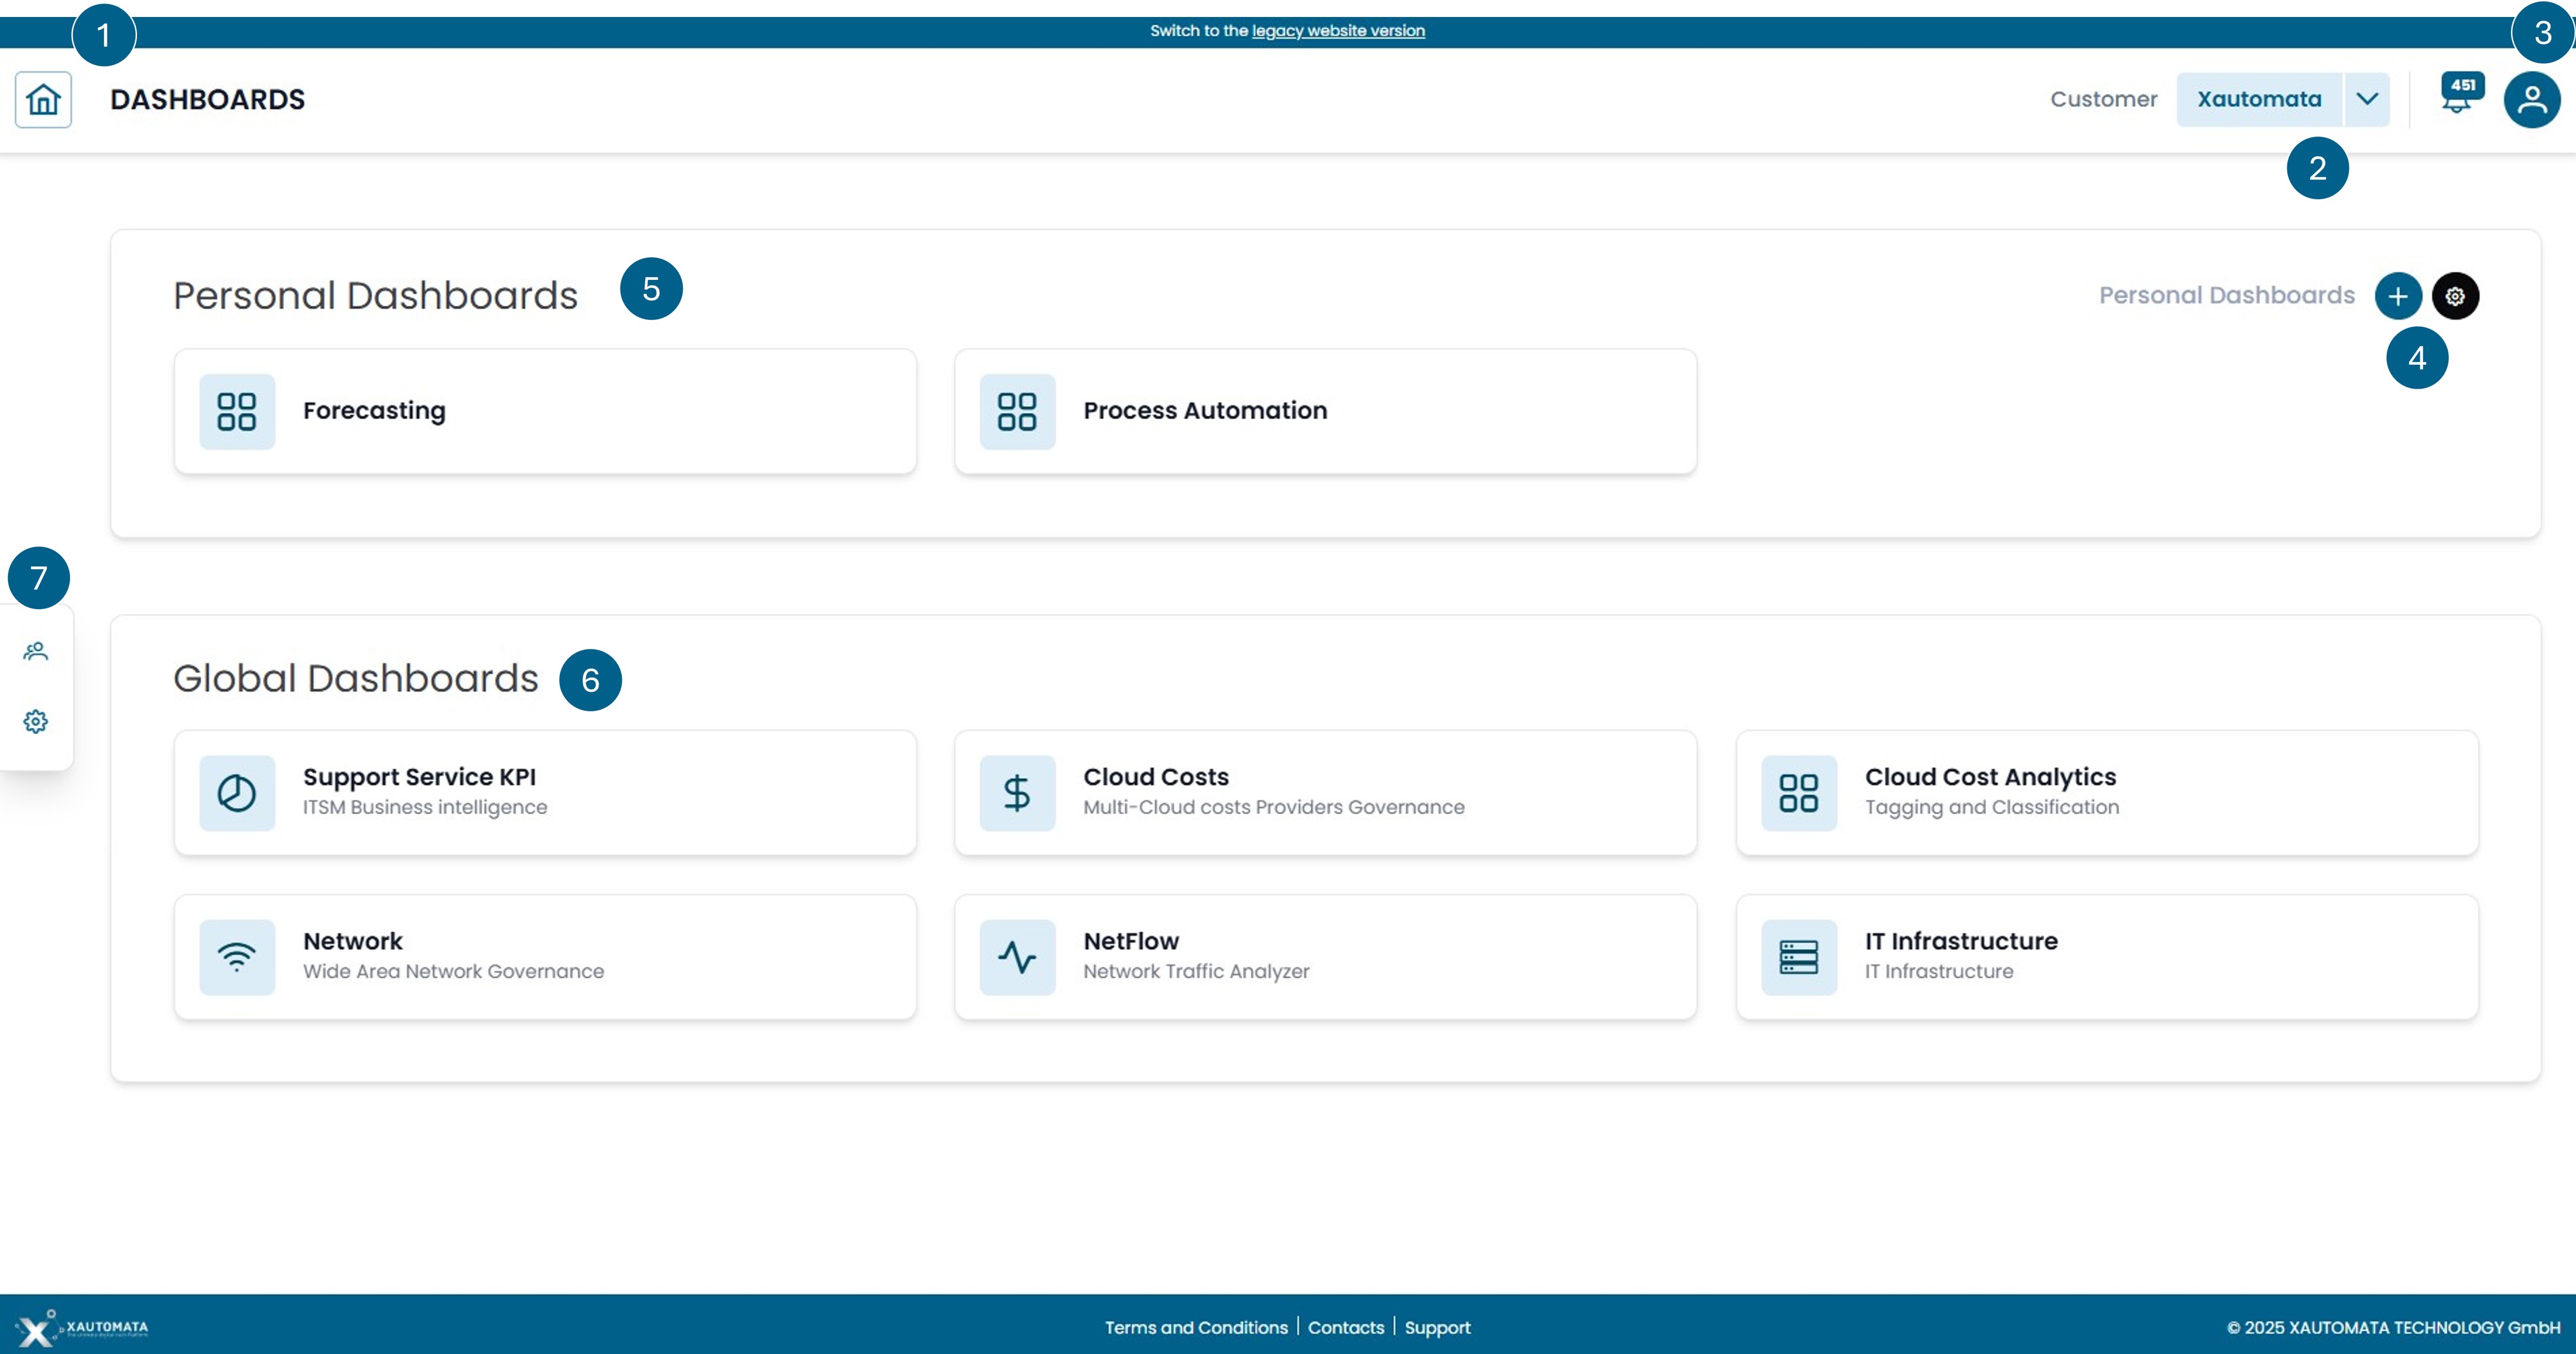 1
Switch to the legacy website version
3
DASHBOARDS
Customer Xautomata
451
2
Personal Dashboards
5
Personal Dashboards
4
Forecasting
Process Automation
7
Global Dashboards
6
Support Service KPI
ITSM Business intelligence
Cloud Costs
Multi-Cloud costs Providers Governance
Cloud Cost Analytics
Tagging and Classification
Network
Wide Area Network Governance
NetFlow
Network Traffic Analyzer
IT Infrastructure
IT Infrastructure
XAUTOMATA
Terms and Conditions | Contacts | Support
© 2025 XAUTOMATA TECHNOLOGY GmbH